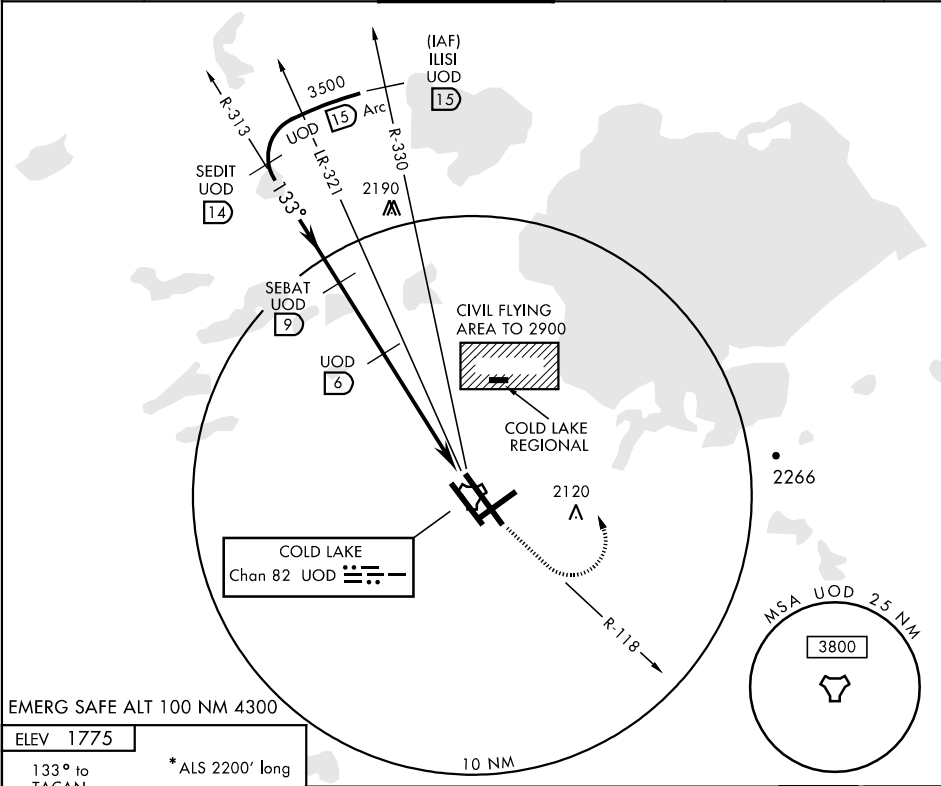 (IAF)
ILISI
UOD
15
3500
UOD 15 Arc
R-313
LR-321
R-330
SEDIT
UOD
14
133°
2190
SEBAT
UOD
9
UOD
6
CIVIL FLYING
AREA TO 2900
COLD LAKE
REGIONAL
2266
2120
COLD LAKE
Chan 82 UOD
R-118
MSA UOD 25 NM
3800
EMERG SAFE ALT 100 NM 4300
ELEV 1775
133° to
TACAN
*ALS 2200' long
10 NM